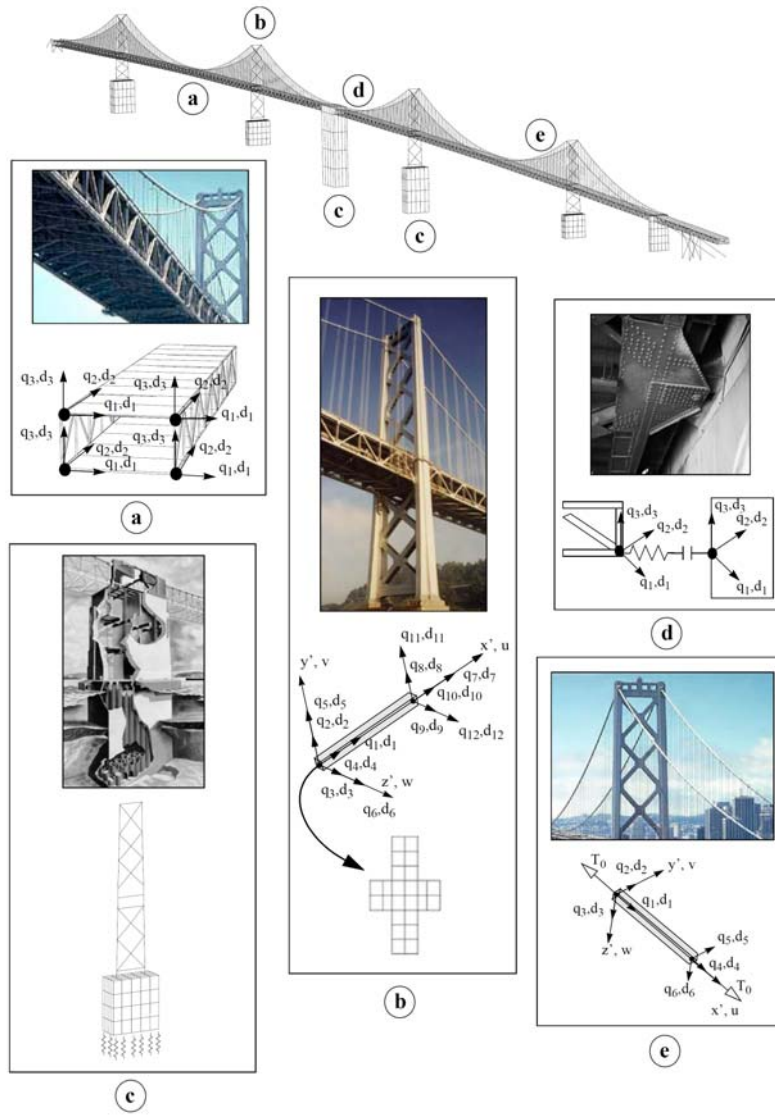 b
a
d
e
c
c
q3,d3
q2,d2
q3,d3
q2,d2
q1,d1
q1,d1
q3,d3
q2,d2
q3,d3
q2,d2
q1,d1
q1,d1
a
c
q11,d11
x', u
y', v
q8,d8
q7,d7
q5,d5
q10,d10
q2,d2
q9,d9
q1,d1
q12,d12
q4,d4
q3,d3
z', w
q6,d6
b
q3,d3
q2,d2
q1,d1
q3,d3
q2,d2
q1,d1
d
T0
q2,d2
y', v
q1,d1
q3,d3
z', w
q5,d5
q4,d4
q6,d6
T0
x', u
e